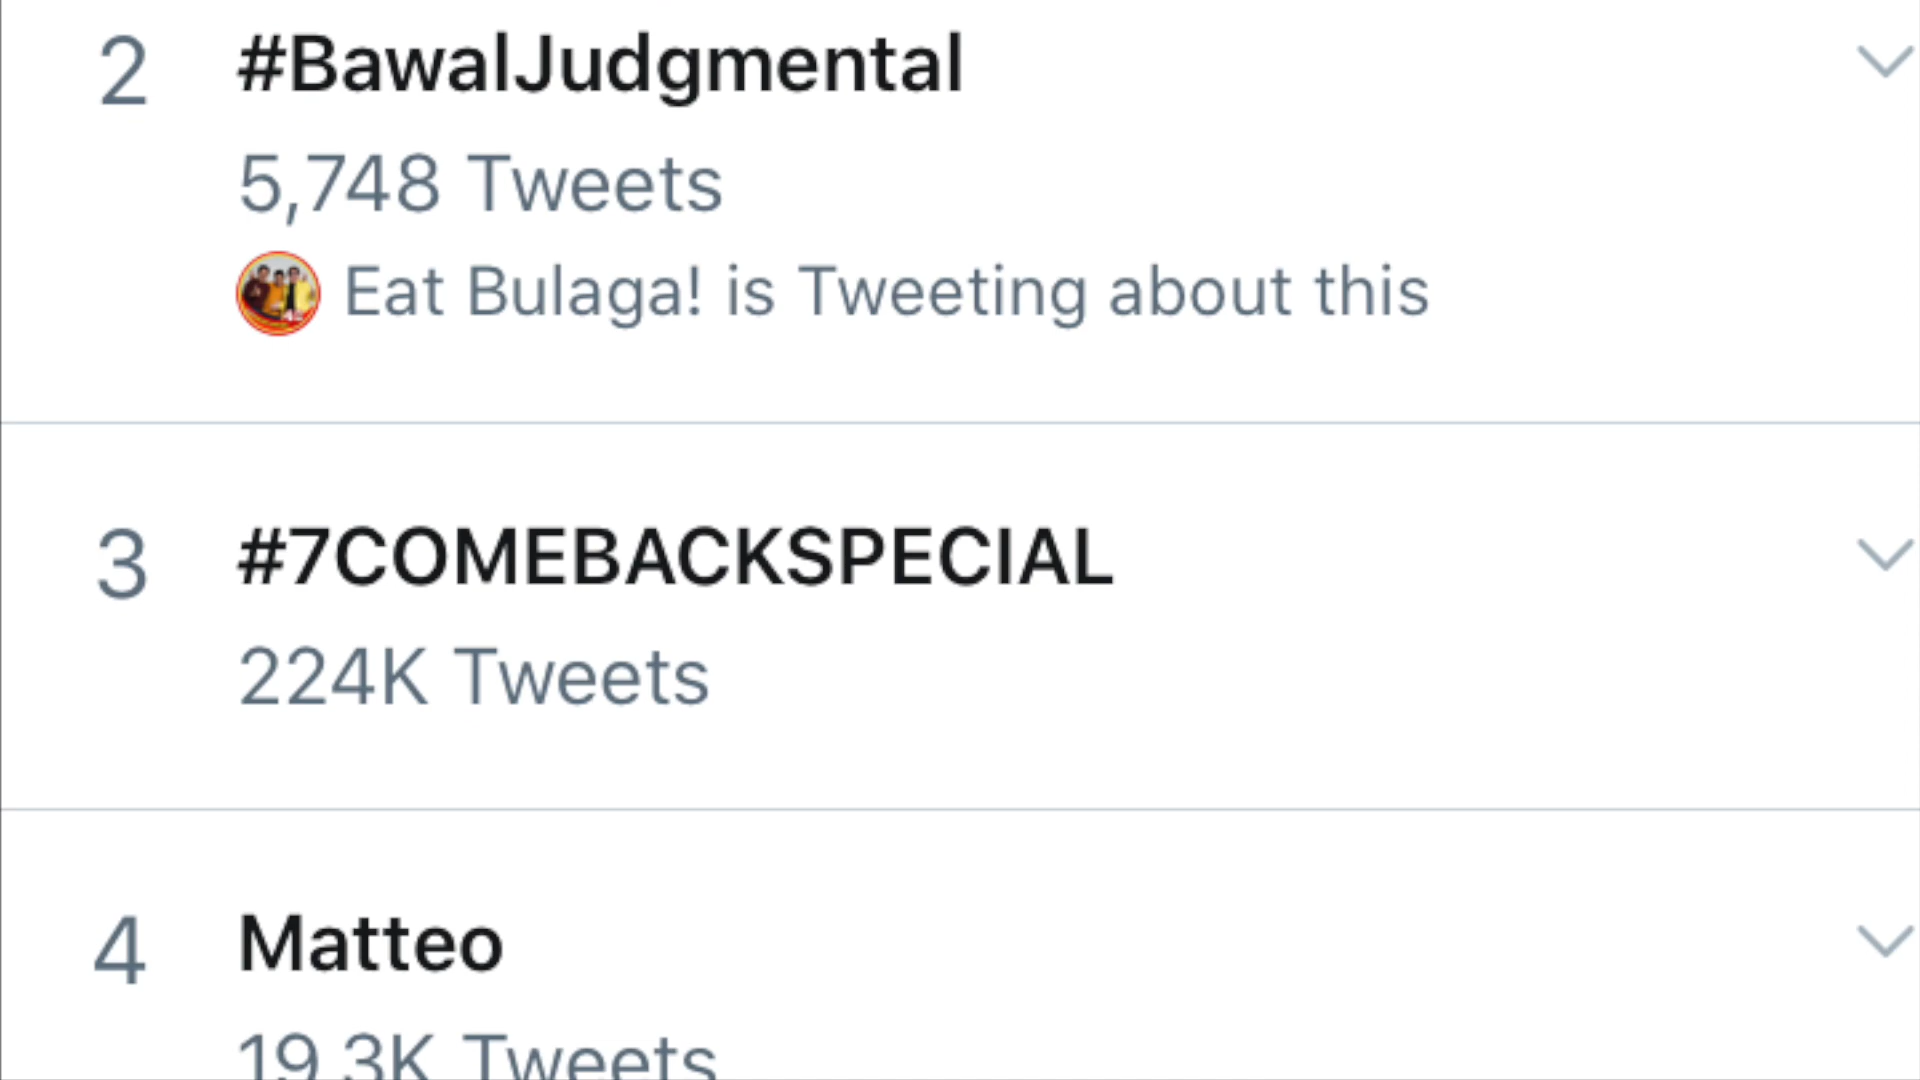 2
#BawalJudgmental
5,748 Tweets
Eat Bulaga! is Tweeting about this
3
#7COMEBACKSPECIAL
224K Tweets
4
Matteo
19.3K Tweets